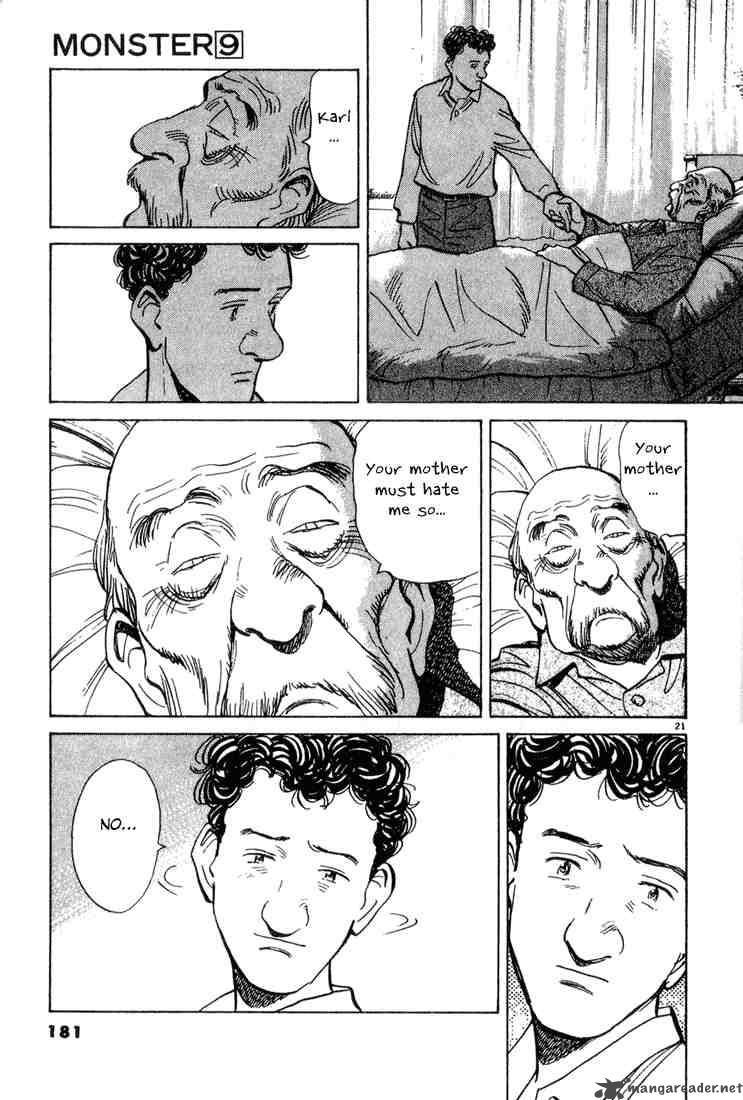 MONSTER 9
Karl
...
Your
mother
...
Your mother
must hate
me so...
21
NO...
181
mangareader.net